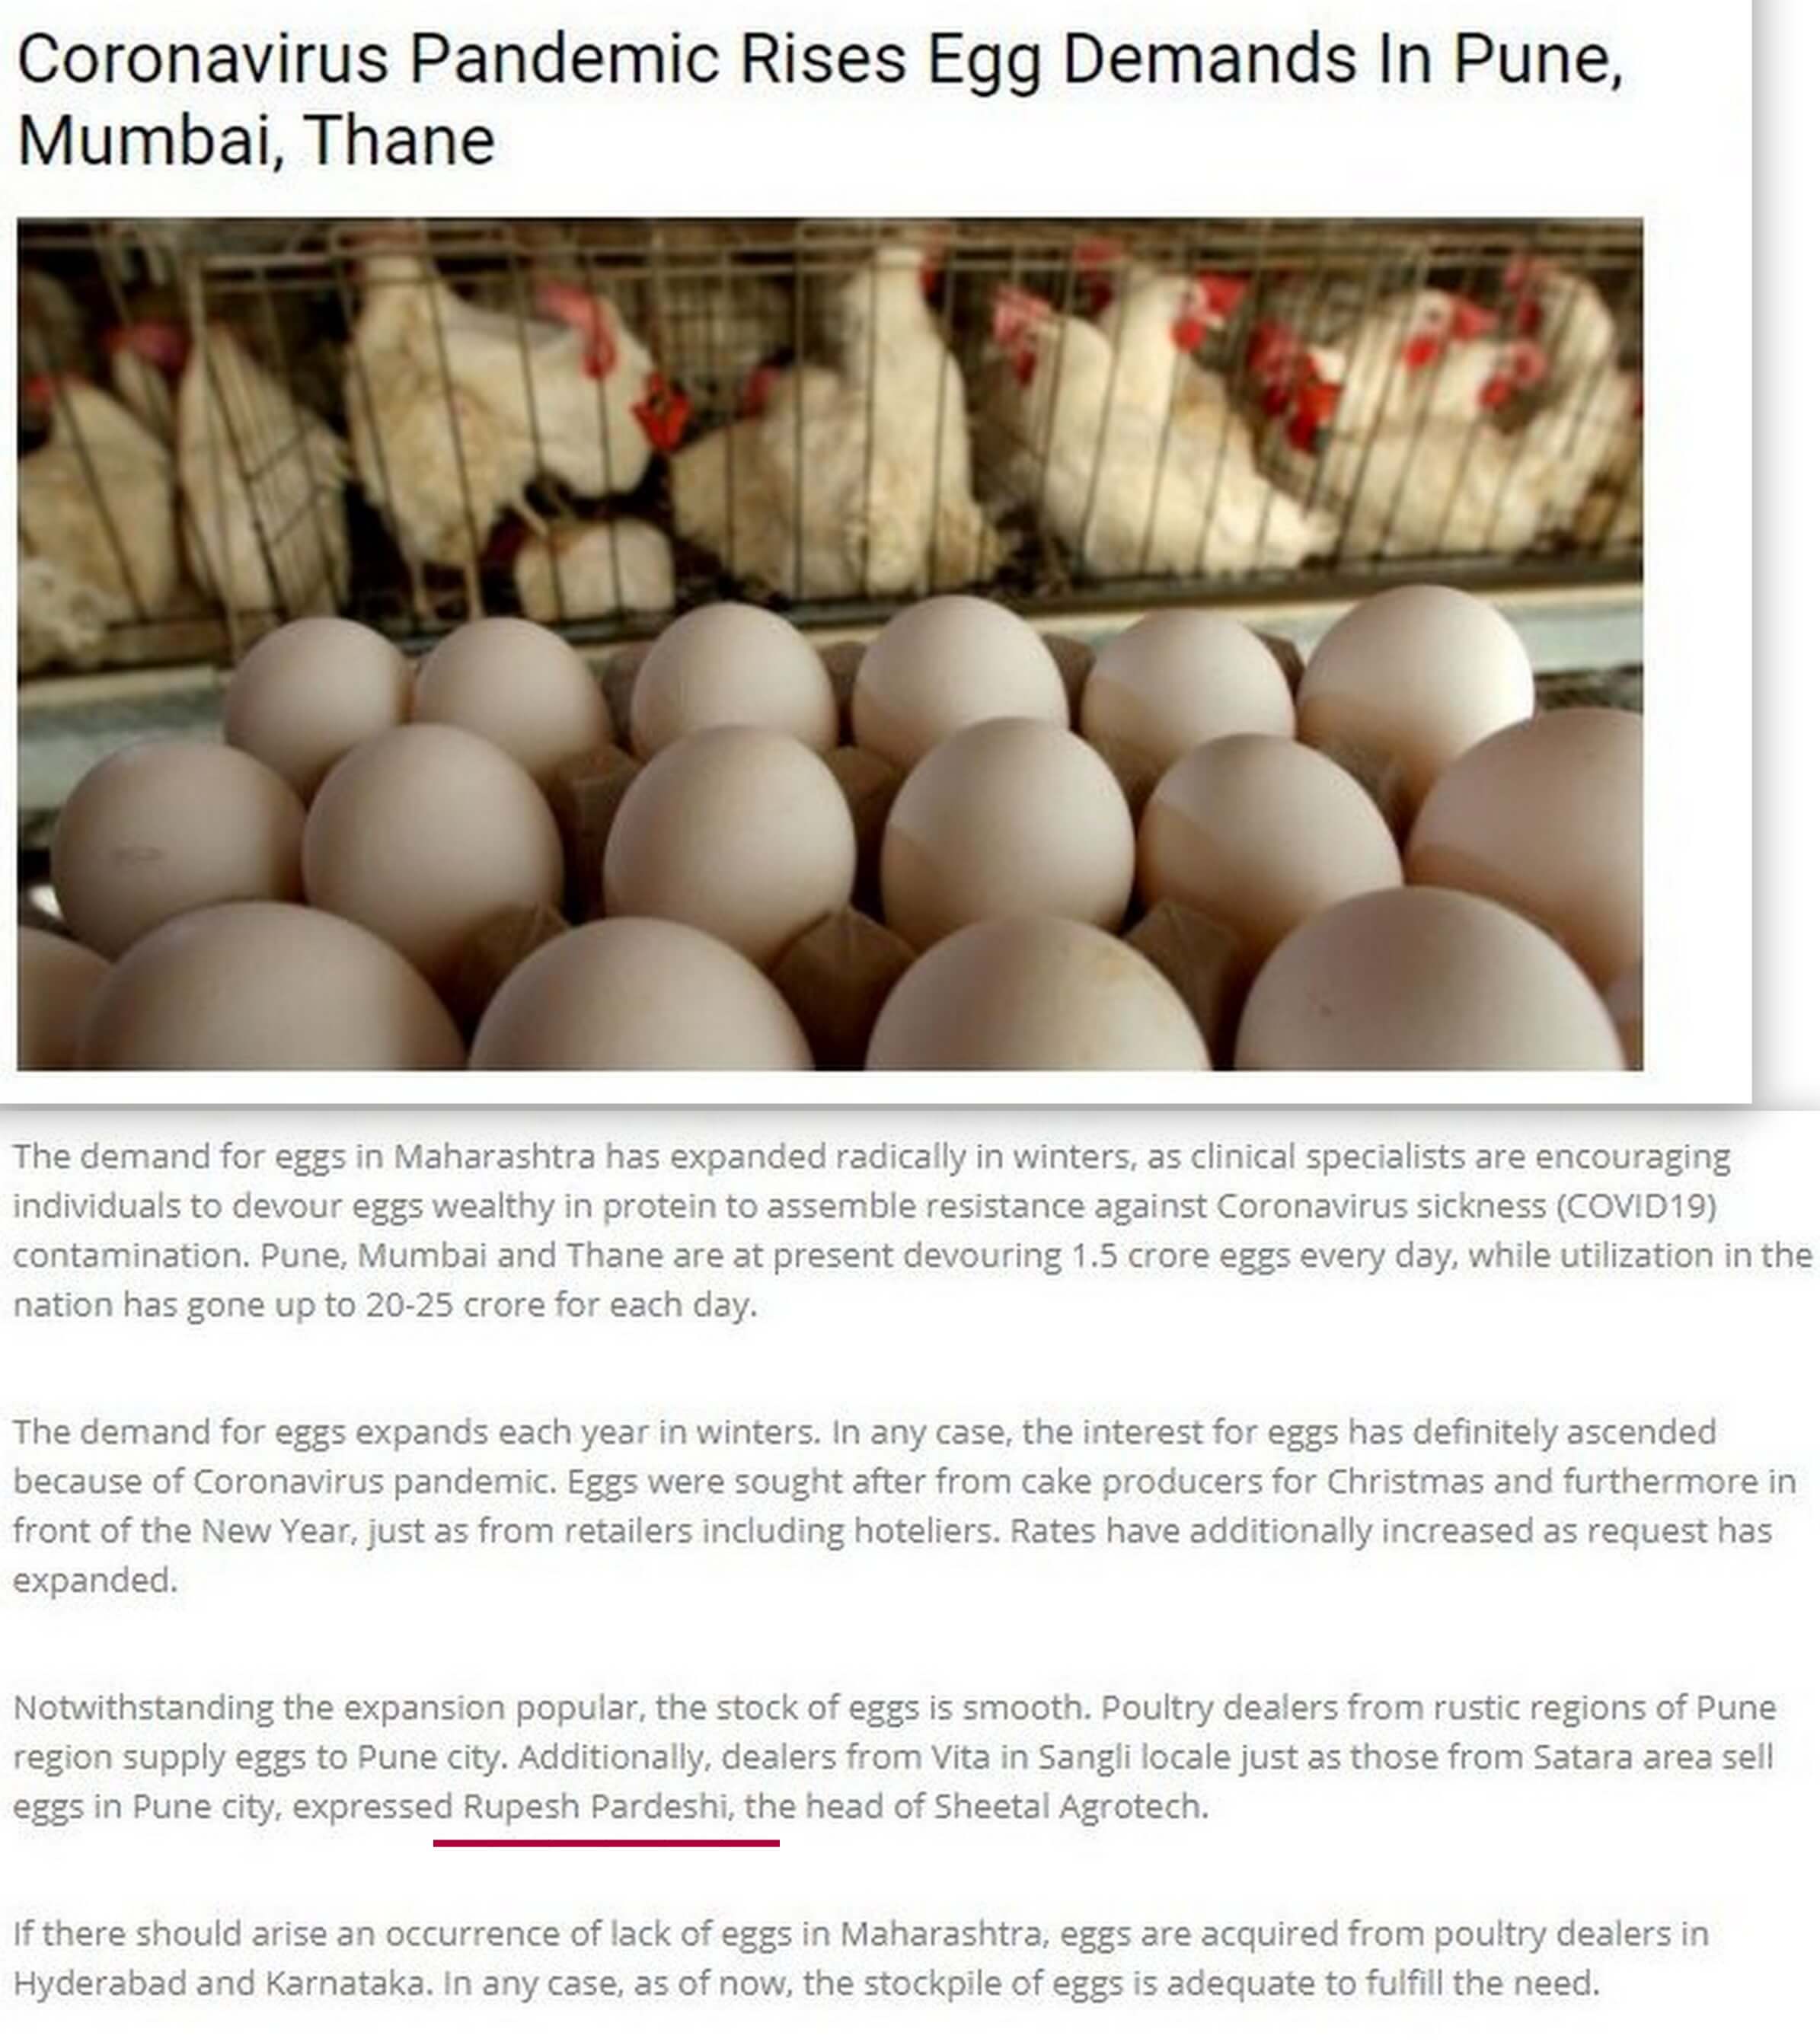 Coronavirus Pandemic Rises Egg Demands In Pune,
Mumbai, Thane
The demand for eggs in Maharashtra has expanded radically in winters, as clinical specialists are encouraging
individuals to devour eggs wealthy in protein to assemble resistance against Coronavirus sickness (COVID19)
contamination. Pune, Mumbai and Thane are at present devouring 1.5 crore eggs every day, while utilization in the
nation has gone up to 20-25 crore for each day.
The demand for eggs expands each year in winters. In any case, the interest for eggs has definitely ascended
because of Coronavirus pandemic. Eggs were sought after from cake producers for Christmas and furthermore in
front of the New Year, just as from retailers including hoteliers. Rates have additionally increased as request has
expanded.
Notwithstanding the expansion popular, the stock of eggs is smooth. Poultry dealers from rustic regions of Pune
region supply eggs to Pune city. Additionally, dealers from Vita in Sangli locale just as those from Satara area sell
eggs in Pune city, expressed Rupesh Pardeshi, the head of Sheetal Agrotech.
If there should arise an occurrence of lack of eggs in Maharashtra, eggs are acquired from poultry dealers in
Hyderabad and Karnataka. In any case, as of now, the stockpile of eggs is adequate to fulfill the need.